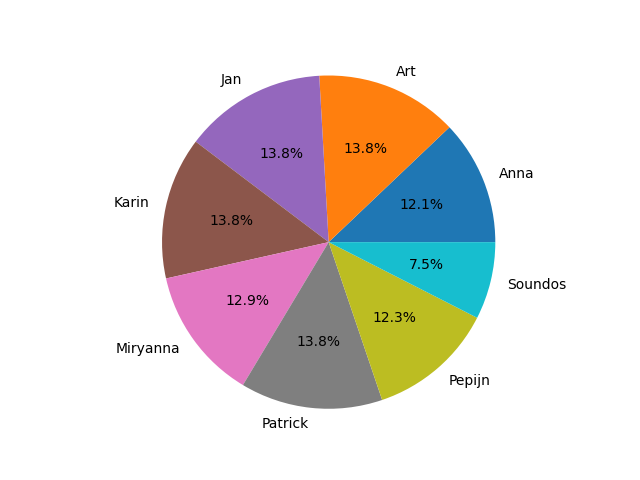 Art
Jan
13.8%
13.8%
Anna
Karin
12.1%
13.8%
7.5%
Soundos
12.9%
12.3%
13.8%
Miryanna
Pepijn
Patrick